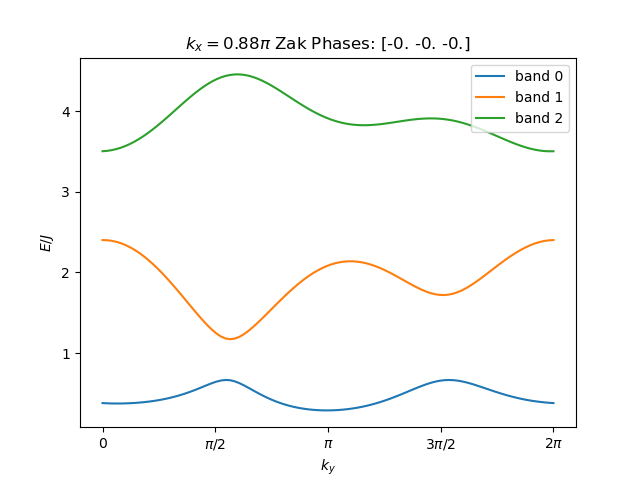 $k_x = 0.88\pi$ Zak Phases: [-0. -0. -0.]
band 0
band 1
band 2
E/J
4
3
2
1
0
π/2
π
3π/2
2π
$k_y$